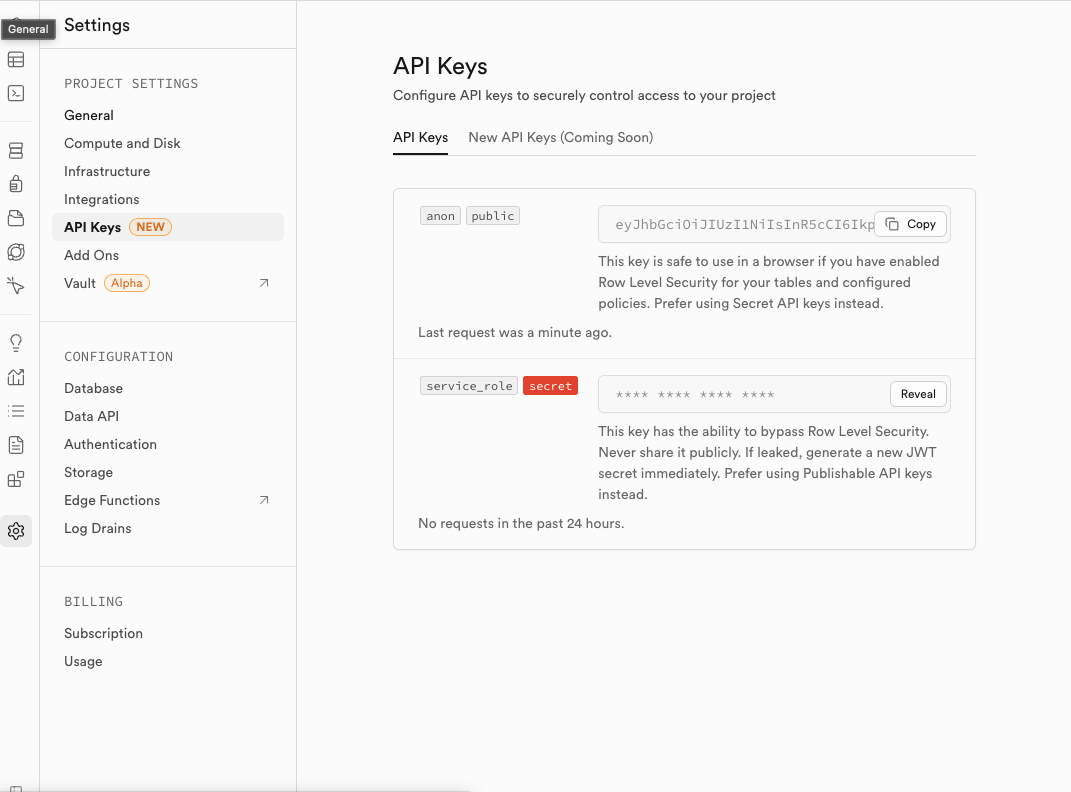 General
Settings
PROJECT SETTINGS
General
Compute and Disk
Infrastructure
Integrations
API Keys NEW
Add Ons
Vault Alpha
CONFIGURATION
Database
Data API
Authentication
Storage
Edge Functions
Log Drains
BILLING
Subscription
Usage
API Keys
Configure API keys to securely control access to your project
API Keys New API Keys (Coming Soon)
anon public
eyJhbGciOiJIUzI1NiIsInR5cCI6Ikp Copy
This key is safe to use in a browser if you have enabled
Row Level Security for your tables and configured
policies. Prefer using Secret API keys instead.
Last request was a minute ago.
service_role secret
**** **** **** **** Reveal
This key has the ability to bypass Row Level Security.
Never share it publicly. If leaked, generate a new JWT
secret immediately. Prefer using Publishable API keys
instead.
No requests in the past 24 hours.